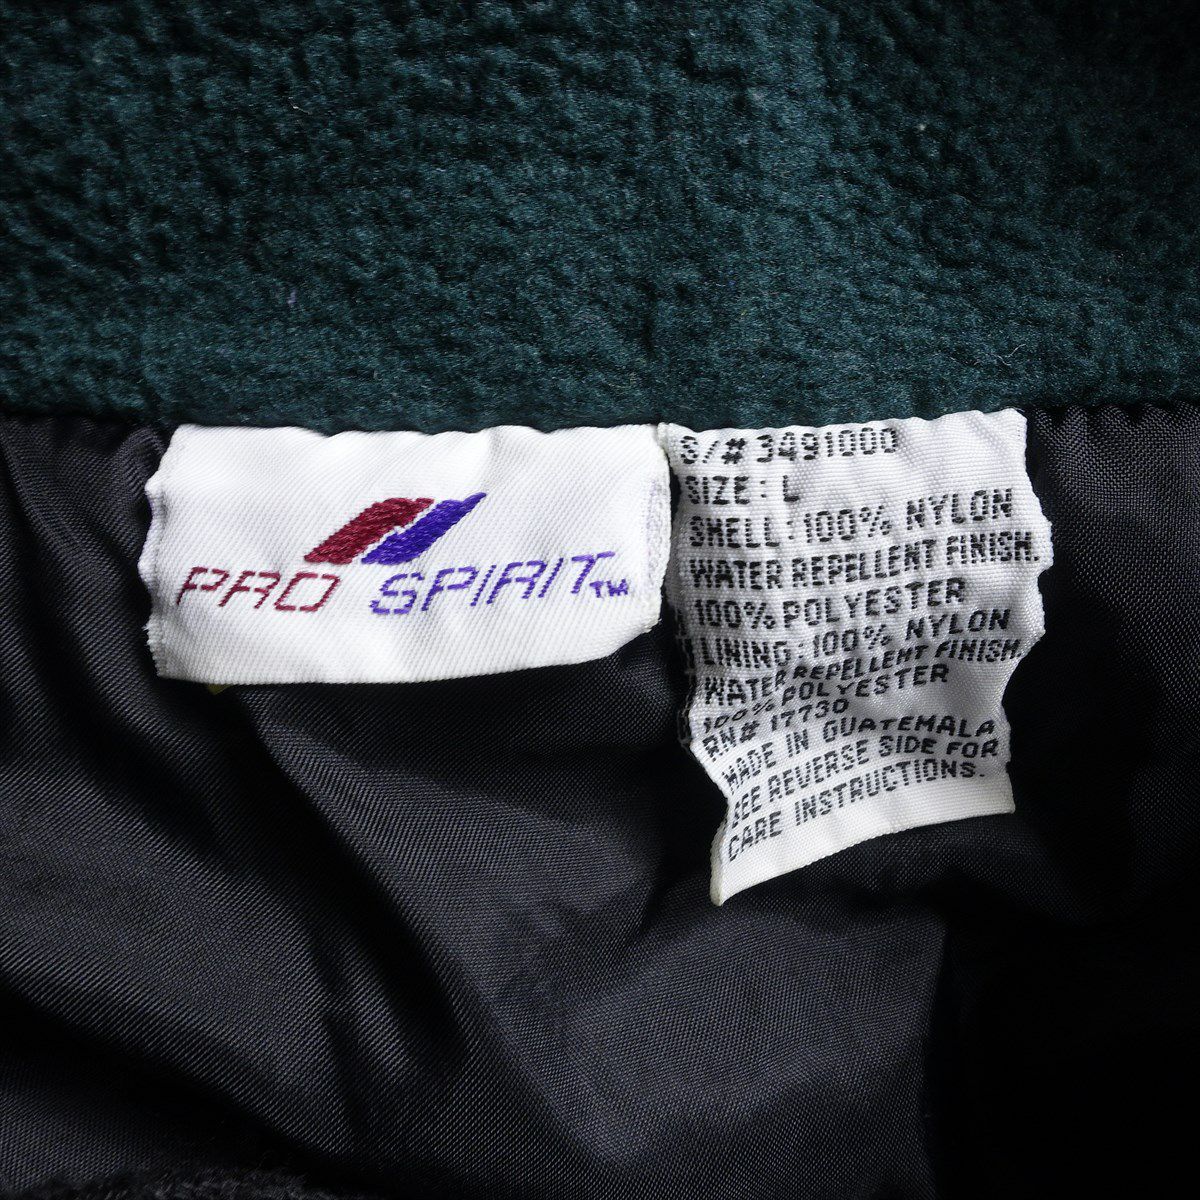 PRO SPIRIT™
S/# 3491000
SIZE: L
SHELL: 100% NYLON
WATER REPELLENT FINISH.
100% POLYESTER
LINING: 100% NYLON
WATER REPELLENT FINISH.
100% POLYESTER
RN# 17730
MADE IN GUATEMALA
SEE REVERSE SIDE FOR
CARE INSTRUCTIONS.